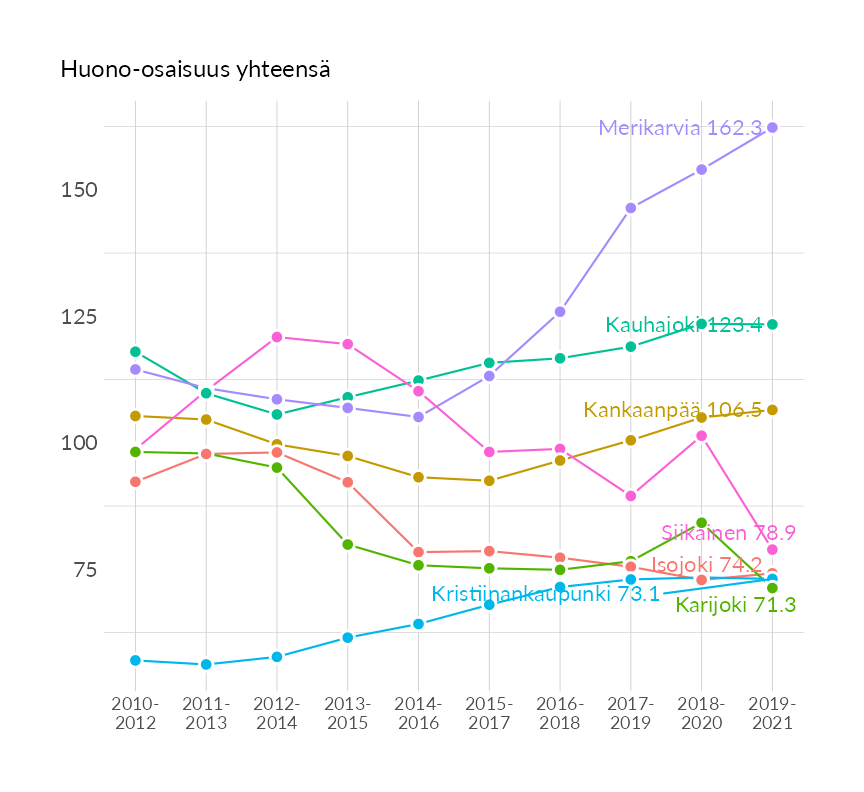 Huono-osaisuus yhteensä
Merikarvia 162.3
150
125
Kauhajoki 123.4
Kankaanpää 106.5
100
Siikainen 78.9
Isojoki 74.2
75
Kristiinankaupunki 73.1
Karijoki 71.3
2010- 2011- 2012- 2013- 2014- 2015- 2016- 2017- 2018- 2019-
2012 2013 2014 2015 2016 2017 2018 2019 2020 2021